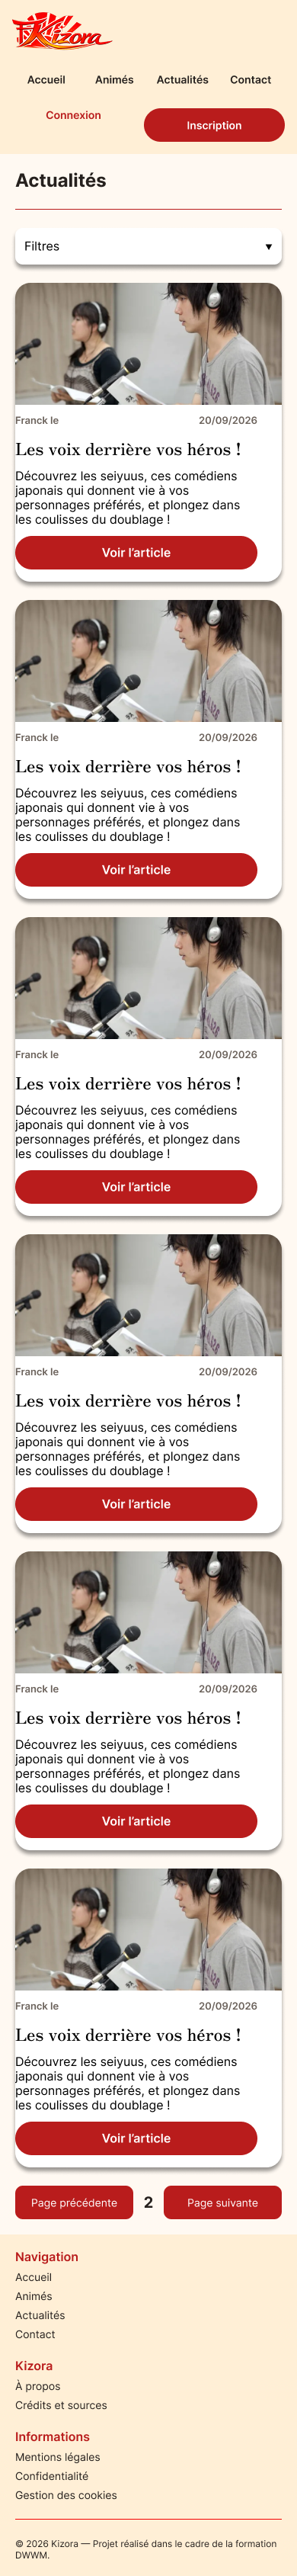 Kizora
Accueil Animés Actualités Contact
Connexion Inscription
Actualités
Filtres
Franck le 20/09/2026
Les voix derrière vos héros !
Découvrez les seiyuus, ces comédiens
japonais qui donnent vie à vos
personnages préférés, et plongez dans
les coulisses du doublage !
Voir l’article
Franck le 20/09/2026
Les voix derrière vos héros !
Découvrez les seiyuus, ces comédiens
japonais qui donnent vie à vos
personnages préférés, et plongez dans
les coulisses du doublage !
Voir l’article
Franck le 20/09/2026
Les voix derrière vos héros !
Découvrez les seiyuus, ces comédiens
japonais qui donnent vie à vos
personnages préférés, et plongez dans
les coulisses du doublage !
Voir l’article
Franck le 20/09/2026
Les voix derrière vos héros !
Découvrez les seiyuus, ces comédiens
japonais qui donnent vie à vos
personnages préférés, et plongez dans
les coulisses du doublage !
Voir l’article
Franck le 20/09/2026
Les voix derrière vos héros !
Découvrez les seiyuus, ces comédiens
japonais qui donnent vie à vos
personnages préférés, et plongez dans
les coulisses du doublage !
Voir l’article
Franck le 20/09/2026
Les voix derrière vos héros !
Découvrez les seiyuus, ces comédiens
japonais qui donnent vie à vos
personnages préférés, et plongez dans
les coulisses du doublage !
Voir l’article
Page précédente 2 Page suivante
Navigation
Accueil
Animés
Actualités
Contact
Kizora
À propos
Crédits et sources
Informations
Mentions légales
Confidentialité
Gestion des cookies
© 2026 Kizora — Projet réalisé dans le cadre de la formation
DWWM.